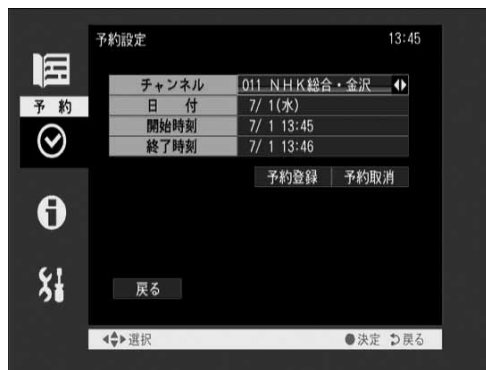 予約設定 13:45
チャンネル 011 NHK総合・金沢
予約
日 付 7/ 1(水)
開始時刻 7/ 1 13:45
終了時刻 7/ 1 13:46
予約登録 予約取消
戻る
選択 決定 戻る